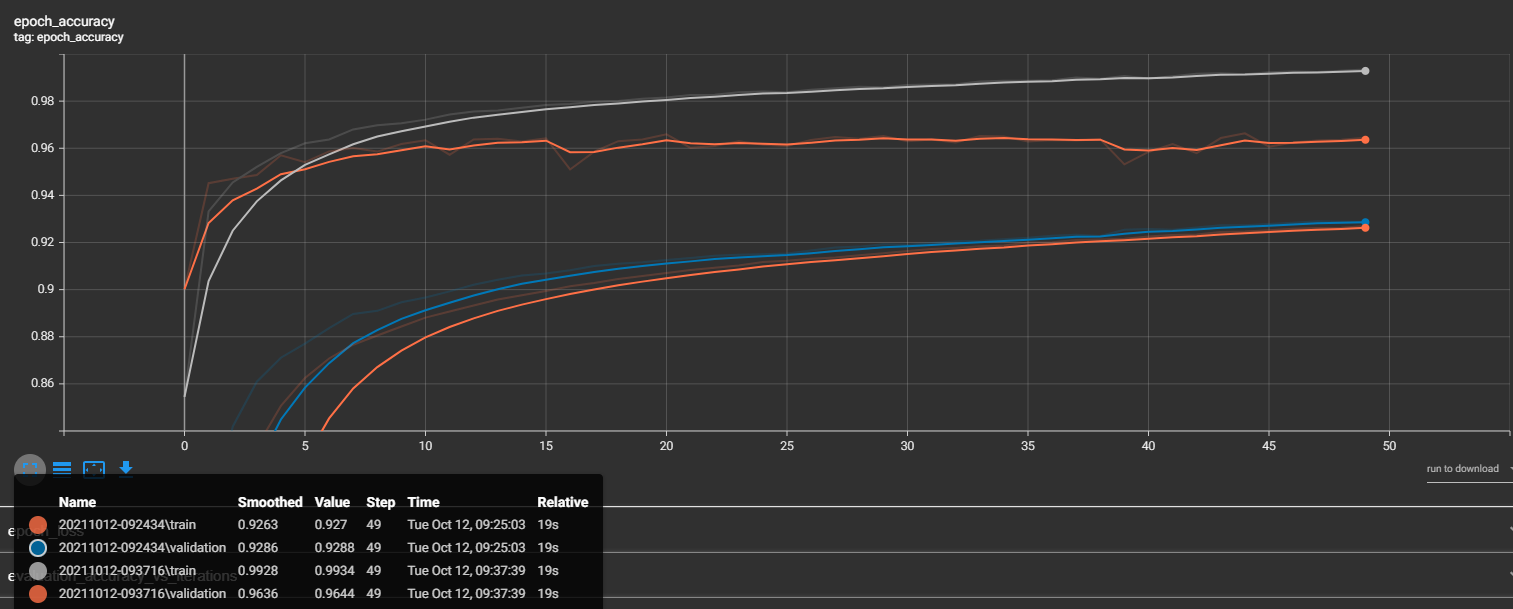 epoch_accuracy
tag: epoch_accuracy
0.98
0.96
0.94
0.92
0.9
0.88
0.86
0 5 10 15 20 25 30 35 40 45 50
run to download
Name Smoothed Value Step Time Relative
20211012-092434\train 0.9263 0.927 49 Tue Oct 12, 09:25:03 19s
epoch_loss
20211012-092434\validation 0.9286 0.9288 49 Tue Oct 12, 09:25:03 19s
20211012-093716\train 0.9928 0.9934 49 Tue Oct 12, 09:37:39 19s
evaluation_accuracy_vs_iterations
20211012-093716\validation 0.9636 0.9644 49 Tue Oct 12, 09:37:39 19s